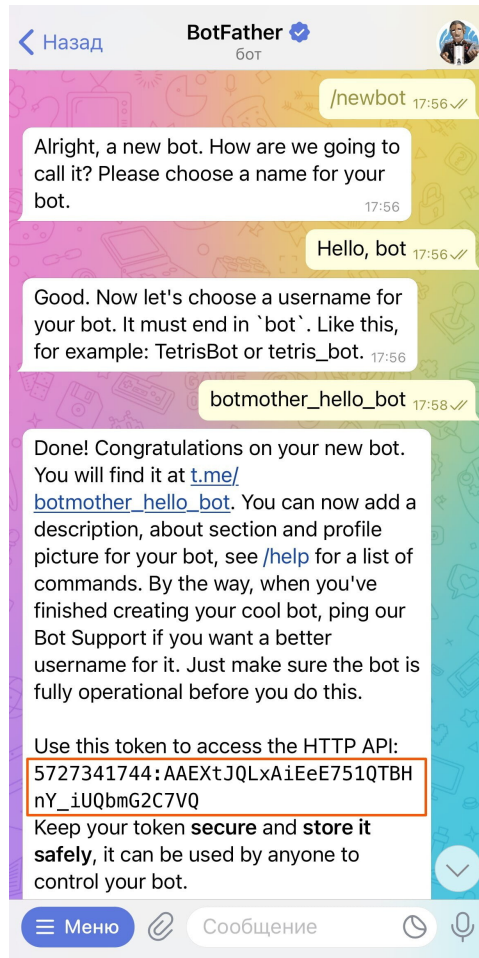 Назад
BotFather
бот
/newbot 17:56
Alright, a new bot. How are we going to
call it? Please choose a name for your
bot. 17:56
Hello, bot 17:56
Good. Now let's choose a username for
your bot. It must end in `bot`. Like this,
for example: TetrisBot or tetris_bot. 17:56
botmother_hello_bot 17:58
Done! Congratulations on your new bot.
You will find it at t.me/
botmother_hello_bot. You can now add a
description, about section and profile
picture for your bot, see /help for a list of
commands. By the way, when you've
finished creating your cool bot, ping our
Bot Support if you want a better
username for it. Just make sure the bot is
fully operational before you do this.
Use this token to access the HTTP API:
5727341744:AAEXtJQLxAiEeE751QTBH
nY_iUQbmG2C7VQ
Keep your token secure and store it
safely, it can be used by anyone to
control your bot.
Меню
Сообщение